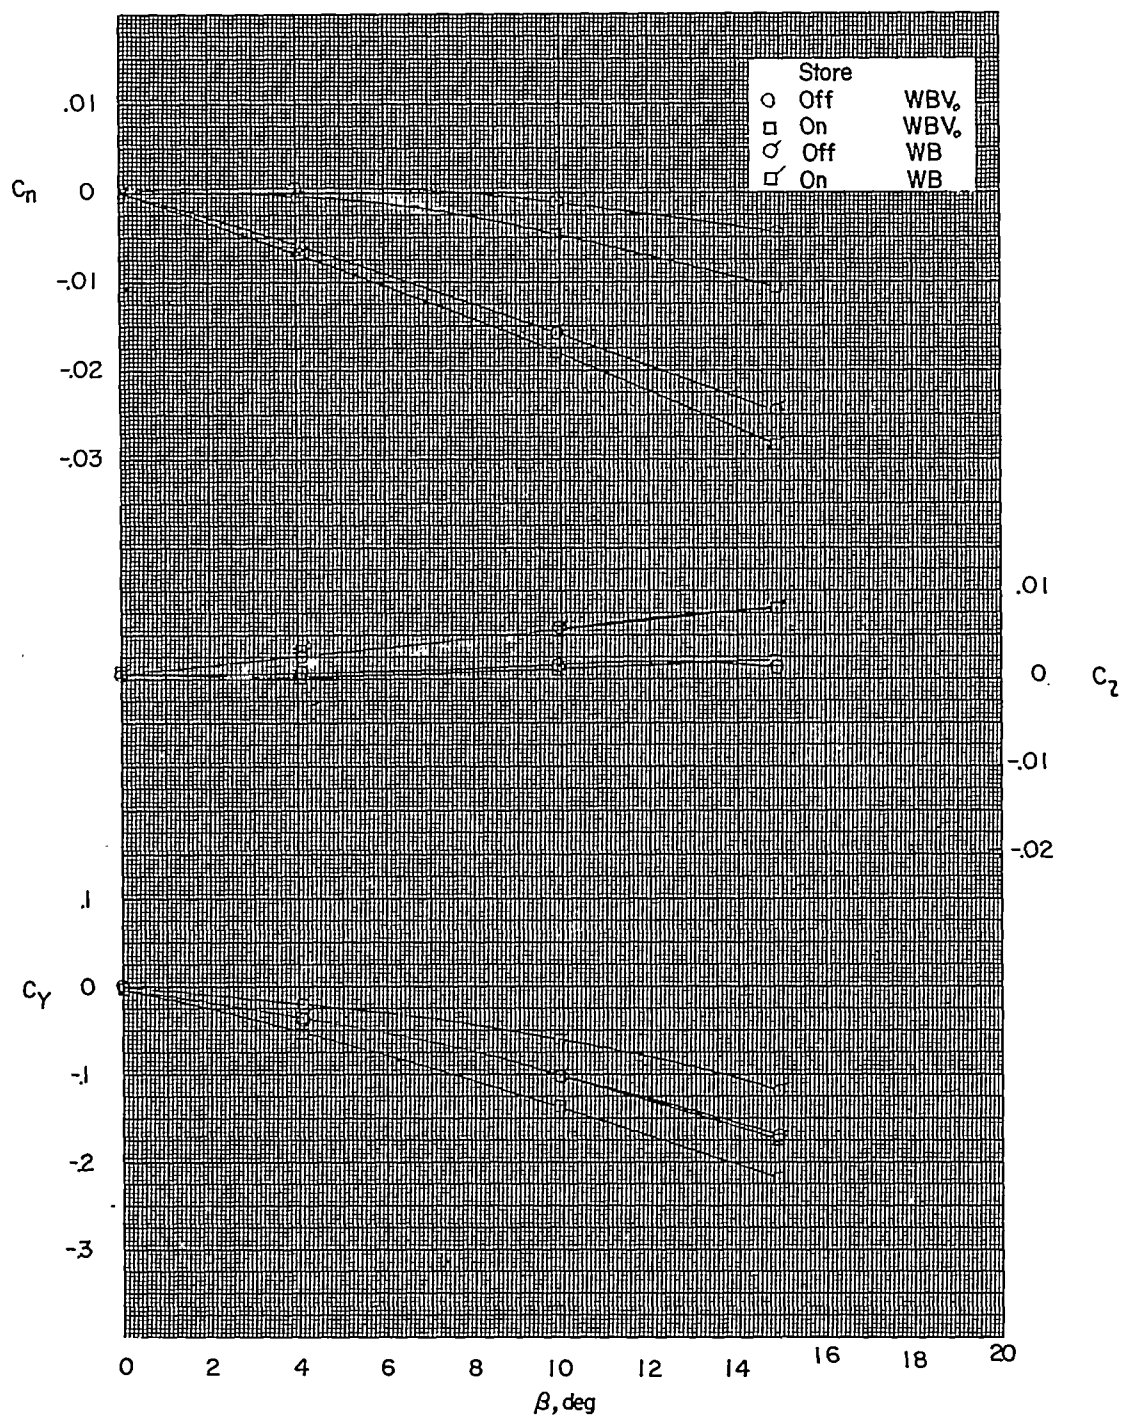 Store
Off WBV₀
On WBV₀
Off WB
On WB
.01
Cn 0
-.01
-.02
-.03
.01
0 Cl
-.01
-.02
.1
CY 0
-.1
-.2
-.3
0 2 4 6 8 10 12 14 16 18 20
β, deg